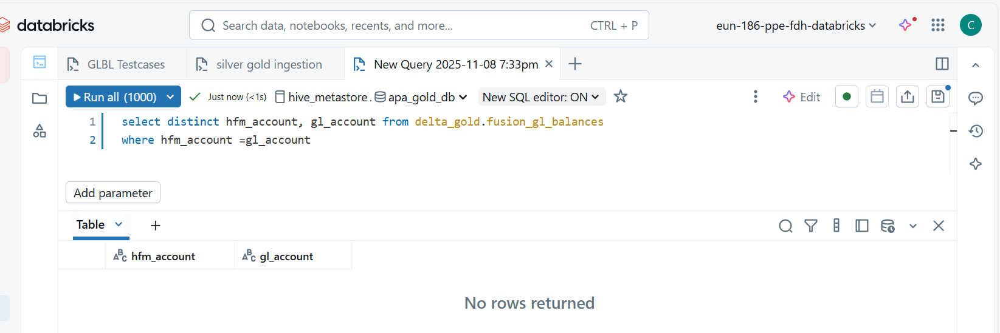 databricks
Search data, notebooks, recents, and more... CTRL + P
eun-186-ppe-fdh-databricks
C
GLBL Testcases
silver gold ingestion
New Query 2025-11-08 7:33pm
Run all (1000)
Just now (<1s)
hive_metastore. apa_gold_db
New SQL editor: ON
Edit
1 select distinct hfm_account, gl_account from delta_gold.fusion_gl_balances
2 where hfm_account =gl_account
Add parameter
Table
ABC hfm_account
ABC gl_account
No rows returned